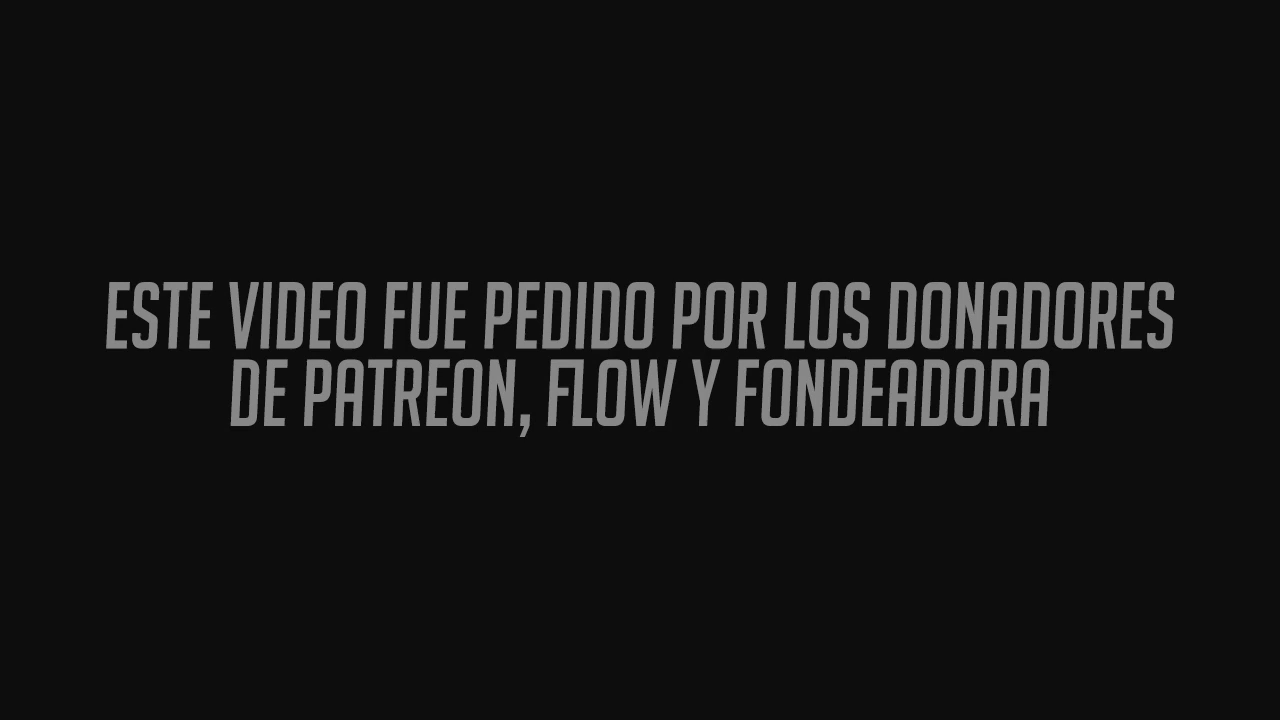 ESTE VIDEO FUE PEDIDO POR LOS DONADORES
DE PATREON, FLOW Y FONDEADORA